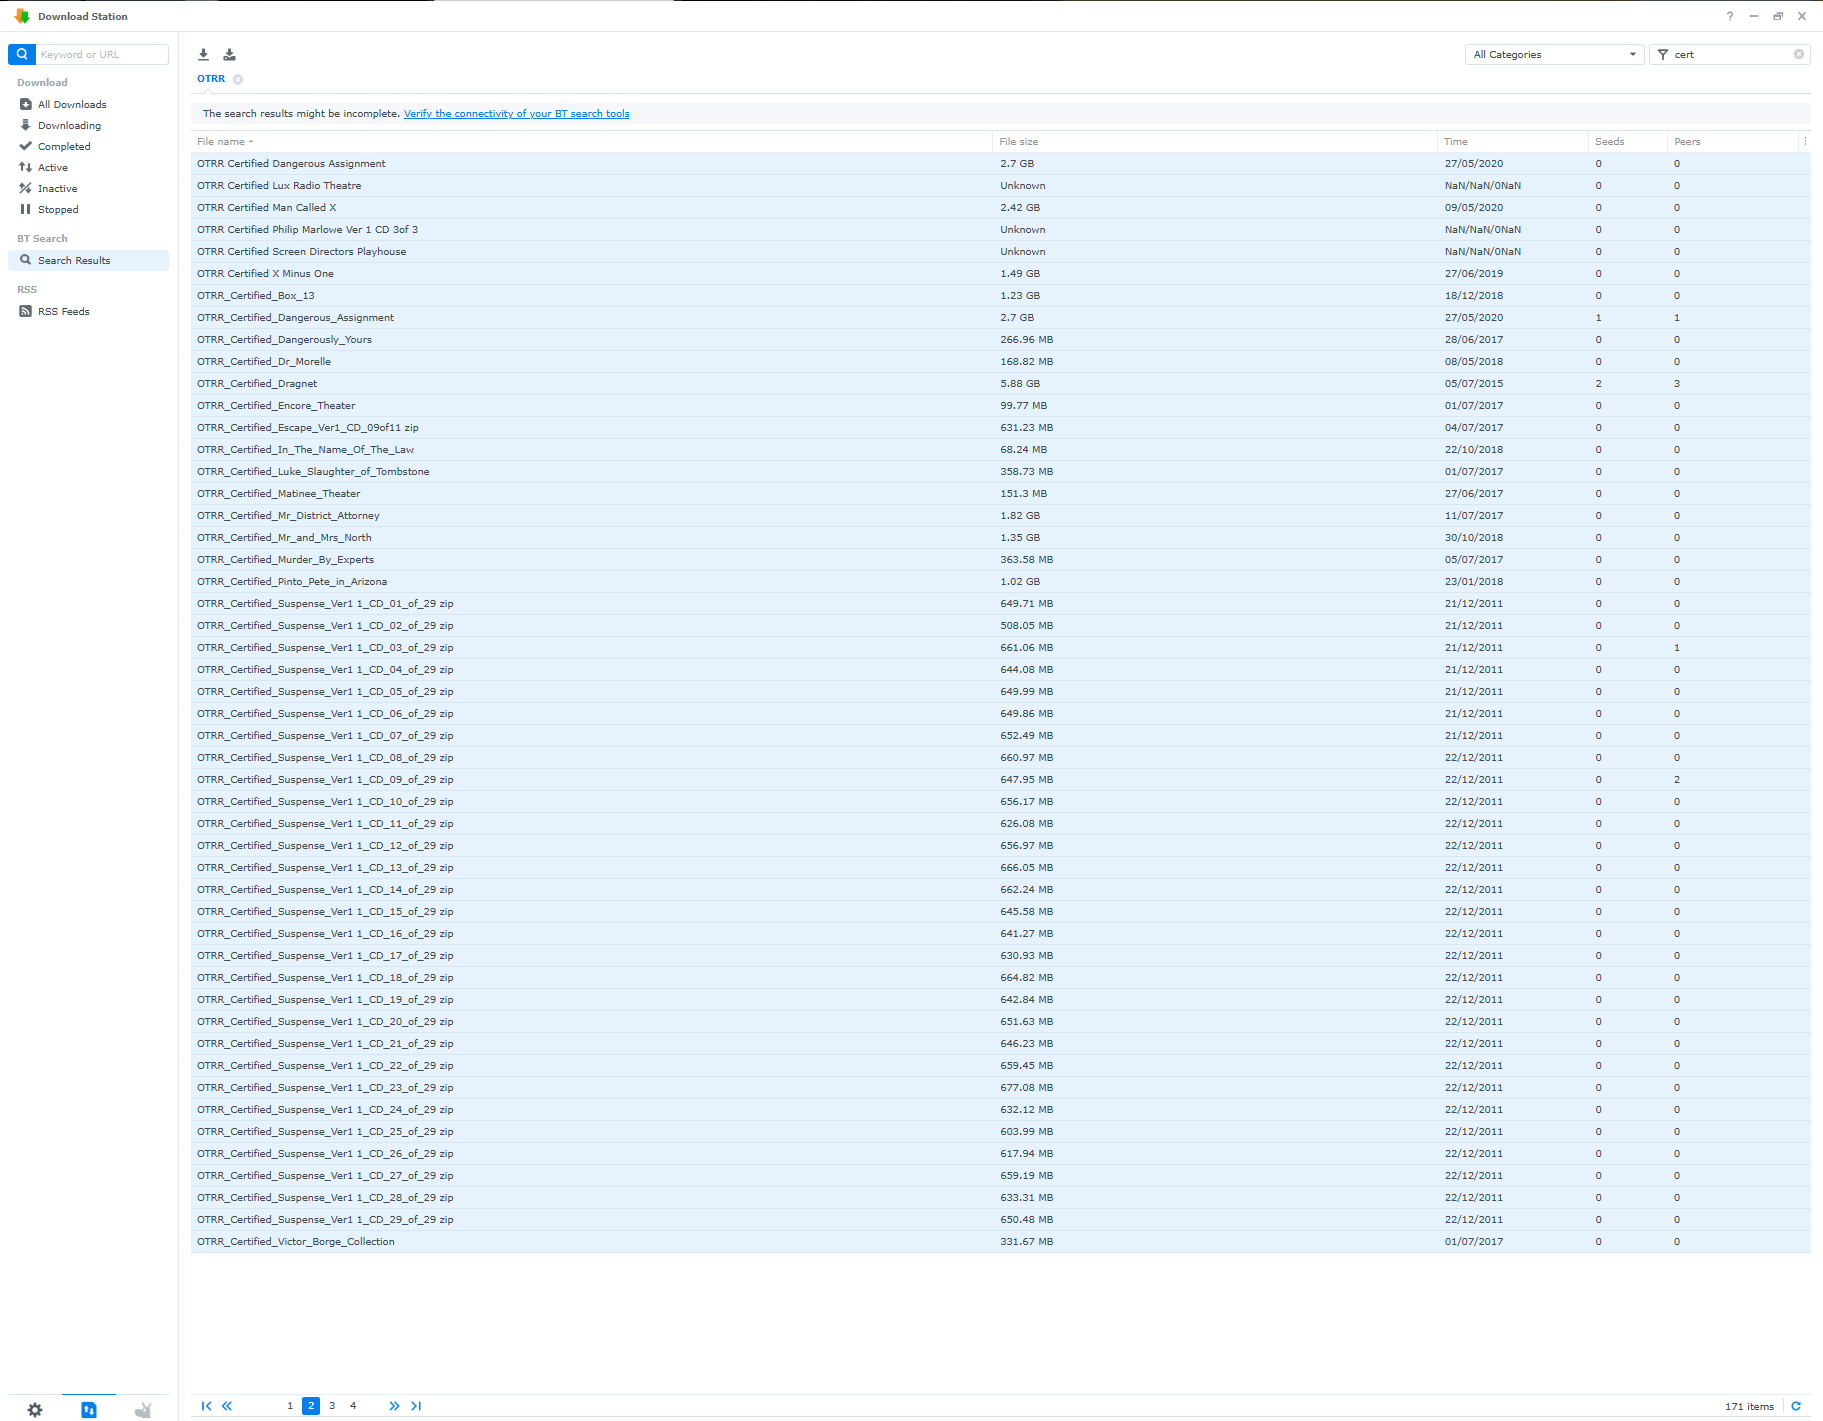 Download Station
Keyword or URL
Download
All Downloads
Downloading
Completed
Active
Inactive
Stopped
BT Search
Search Results
RSS
RSS Feeds
All Categories
cert
OTRR
The search results might be incomplete. Verify the connectivity of your BT search tools
File name File size Time Seeds Peers
OTRR Certified Dangerous Assignment 2.7 GB 27/05/2020 0 0
OTRR Certified Lux Radio Theatre Unknown NaN/NaN/0NaN 0 0
OTRR Certified Man Called X 2.42 GB 09/05/2020 0 0
OTRR Certified Philip Marlowe Ver 1 CD 3of 3 Unknown NaN/NaN/0NaN 0 0
OTRR Certified Screen Directors Playhouse Unknown NaN/NaN/0NaN 0 0
OTRR Certified X Minus One 1.49 GB 27/06/2019 0 0
OTRR_Certified_Box_13 1.23 GB 18/12/2018 0 0
OTRR_Certified_Dangerous_Assignment 2.7 GB 27/05/2020 1 1
OTRR_Certified_Dangerously_Yours 266.96 MB 28/06/2017 0 0
OTRR_Certified_Dr_Morelle 168.82 MB 08/05/2018 0 0
OTRR_Certified_Dragnet 5.88 GB 05/07/2015 2 3
OTRR_Certified_Encore_Theater 99.77 MB 01/07/2017 0 0
OTRR_Certified_Escape_Ver1_CD_09of11 zip 631.23 MB 04/07/2017 0 0
OTRR_Certified_In_The_Name_Of_The_Law 68.24 MB 22/10/2018 0 0
OTRR_Certified_Luke_Slaughter_of_Tombstone 358.73 MB 01/07/2017 0 0
OTRR_Certified_Matinee_Theater 151.3 MB 27/06/2017 0 0
OTRR_Certified_Mr_District_Attorney 1.82 GB 11/07/2017 0 0
OTRR_Certified_Mr_and_Mrs_North 1.35 GB 30/10/2018 0 0
OTRR_Certified_Murder_By_Experts 363.58 MB 05/07/2017 0 0
OTRR_Certified_Pinto_Pete_in_Arizona 1.02 GB 23/01/2018 0 0
OTRR_Certified_Suspense_Ver1 1_CD_01_of_29 zip 649.71 MB 21/12/2011 0 0
OTRR_Certified_Suspense_Ver1 1_CD_02_of_29 zip 508.05 MB 21/12/2011 0 0
OTRR_Certified_Suspense_Ver1 1_CD_03_of_29 zip 661.06 MB 21/12/2011 0 1
OTRR_Certified_Suspense_Ver1 1_CD_04_of_29 zip 644.08 MB 21/12/2011 0 0
OTRR_Certified_Suspense_Ver1 1_CD_05_of_29 zip 649.99 MB 21/12/2011 0 0
OTRR_Certified_Suspense_Ver1 1_CD_06_of_29 zip 649.86 MB 21/12/2011 0 0
OTRR_Certified_Suspense_Ver1 1_CD_07_of_29 zip 652.49 MB 21/12/2011 0 0
OTRR_Certified_Suspense_Ver1 1_CD_08_of_29 zip 660.97 MB 22/12/2011 0 0
OTRR_Certified_Suspense_Ver1 1_CD_09_of_29 zip 647.95 MB 22/12/2011 0 2
OTRR_Certified_Suspense_Ver1 1_CD_10_of_29 zip 656.17 MB 22/12/2011 0 0
OTRR_Certified_Suspense_Ver1 1_CD_11_of_29 zip 626.08 MB 22/12/2011 0 0
OTRR_Certified_Suspense_Ver1 1_CD_12_of_29 zip 656.97 MB 22/12/2011 0 0
OTRR_Certified_Suspense_Ver1 1_CD_13_of_29 zip 666.05 MB 22/12/2011 0 0
OTRR_Certified_Suspense_Ver1 1_CD_14_of_29 zip 662.24 MB 22/12/2011 0 0
OTRR_Certified_Suspense_Ver1 1_CD_15_of_29 zip 645.58 MB 22/12/2011 0 0
OTRR_Certified_Suspense_Ver1 1_CD_16_of_29 zip 641.27 MB 22/12/2011 0 0
OTRR_Certified_Suspense_Ver1 1_CD_17_of_29 zip 630.93 MB 22/12/2011 0 0
OTRR_Certified_Suspense_Ver1 1_CD_18_of_29 zip 664.82 MB 22/12/2011 0 0
OTRR_Certified_Suspense_Ver1 1_CD_19_of_29 zip 642.84 MB 22/12/2011 0 0
OTRR_Certified_Suspense_Ver1 1_CD_20_of_29 zip 651.63 MB 22/12/2011 0 0
OTRR_Certified_Suspense_Ver1 1_CD_21_of_29 zip 646.23 MB 22/12/2011 0 0
OTRR_Certified_Suspense_Ver1 1_CD_22_of_29 zip 659.45 MB 22/12/2011 0 0
OTRR_Certified_Suspense_Ver1 1_CD_23_of_29 zip 677.08 MB 22/12/2011 0 0
OTRR_Certified_Suspense_Ver1 1_CD_24_of_29 zip 632.12 MB 22/12/2011 0 0
OTRR_Certified_Suspense_Ver1 1_CD_25_of_29 zip 603.99 MB 22/12/2011 0 0
OTRR_Certified_Suspense_Ver1 1_CD_26_of_29 zip 617.94 MB 22/12/2011 0 0
OTRR_Certified_Suspense_Ver1 1_CD_27_of_29 zip 659.19 MB 22/12/2011 0 0
OTRR_Certified_Suspense_Ver1 1_CD_28_of_29 zip 633.31 MB 22/12/2011 0 0
OTRR_Certified_Suspense_Ver1 1_CD_29_of_29 zip 650.48 MB 22/12/2011 0 0
OTRR_Certified_Victor_Borge_Collection 331.67 MB 01/07/2017 0 0
1 2 3 4
171 items